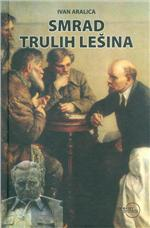 IVAN ARALICA
SMRAD
TRULIH LEŠINA